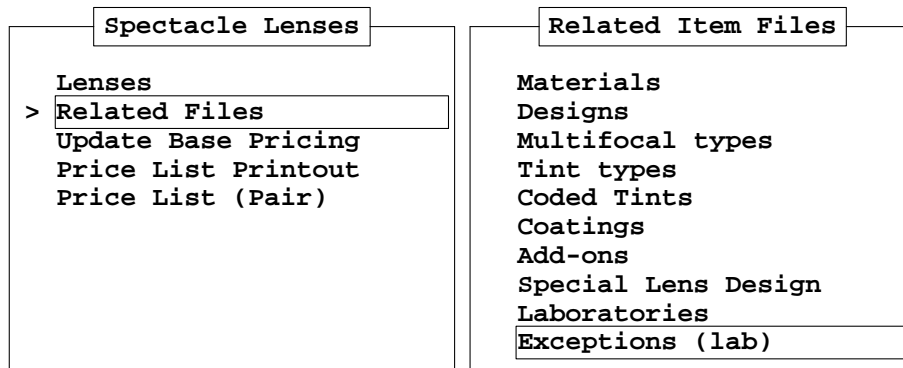 Spectacle Lenses
Lenses
> Related Files
Update Base Pricing
Price List Printout
Price List (Pair)
Related Item Files
Materials
Designs
Multifocal types
Tint types
Coded Tints
Coatings
Add-ons
Special Lens Design
Laboratories
Exceptions (lab)